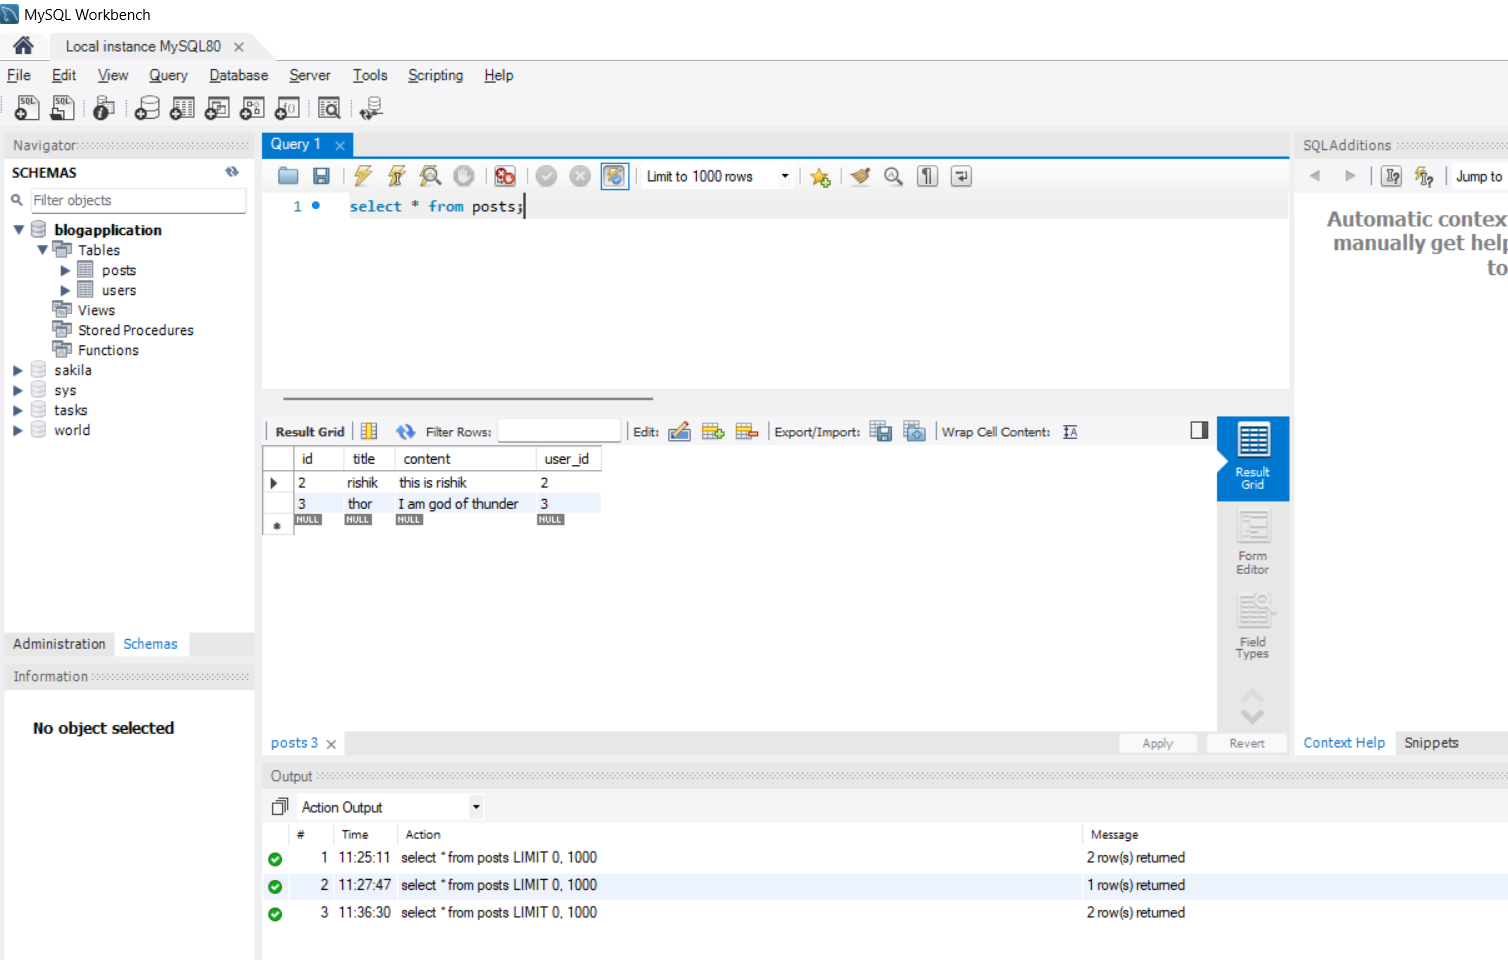 MySQL Workbench
Local instance MySQL80
File Edit View Query Database Server Tools Scripting Help
Navigator
SCHEMAS
Filter objects
blogapplication
Tables
posts
users
Views
Stored Procedures
Functions
sakila
sys
tasks
world
Administration Schemas
Information
No object selected
Query 1
Limit to 1000 rows
1 select * from posts;
Result Grid Filter Rows: Edit: Export/Import: Wrap Cell Content:
id title content user_id
2 rishik this is rishik 2
3 thor I am god of thunder 3
NULL NULL NULL NULL
Result
Grid
Form
Editor
Field
Types
posts 3 Apply Revert
SQLAdditions
Jump to
Automatic contex
manually get help
to
Context Help Snippets
Output
Action Output
# Time Action Message
1 11:25:11 select * from posts LIMIT 0, 1000 2 row(s) returned
2 11:27:47 select * from posts LIMIT 0, 1000 1 row(s) returned
3 11:36:30 select * from posts LIMIT 0, 1000 2 row(s) returned